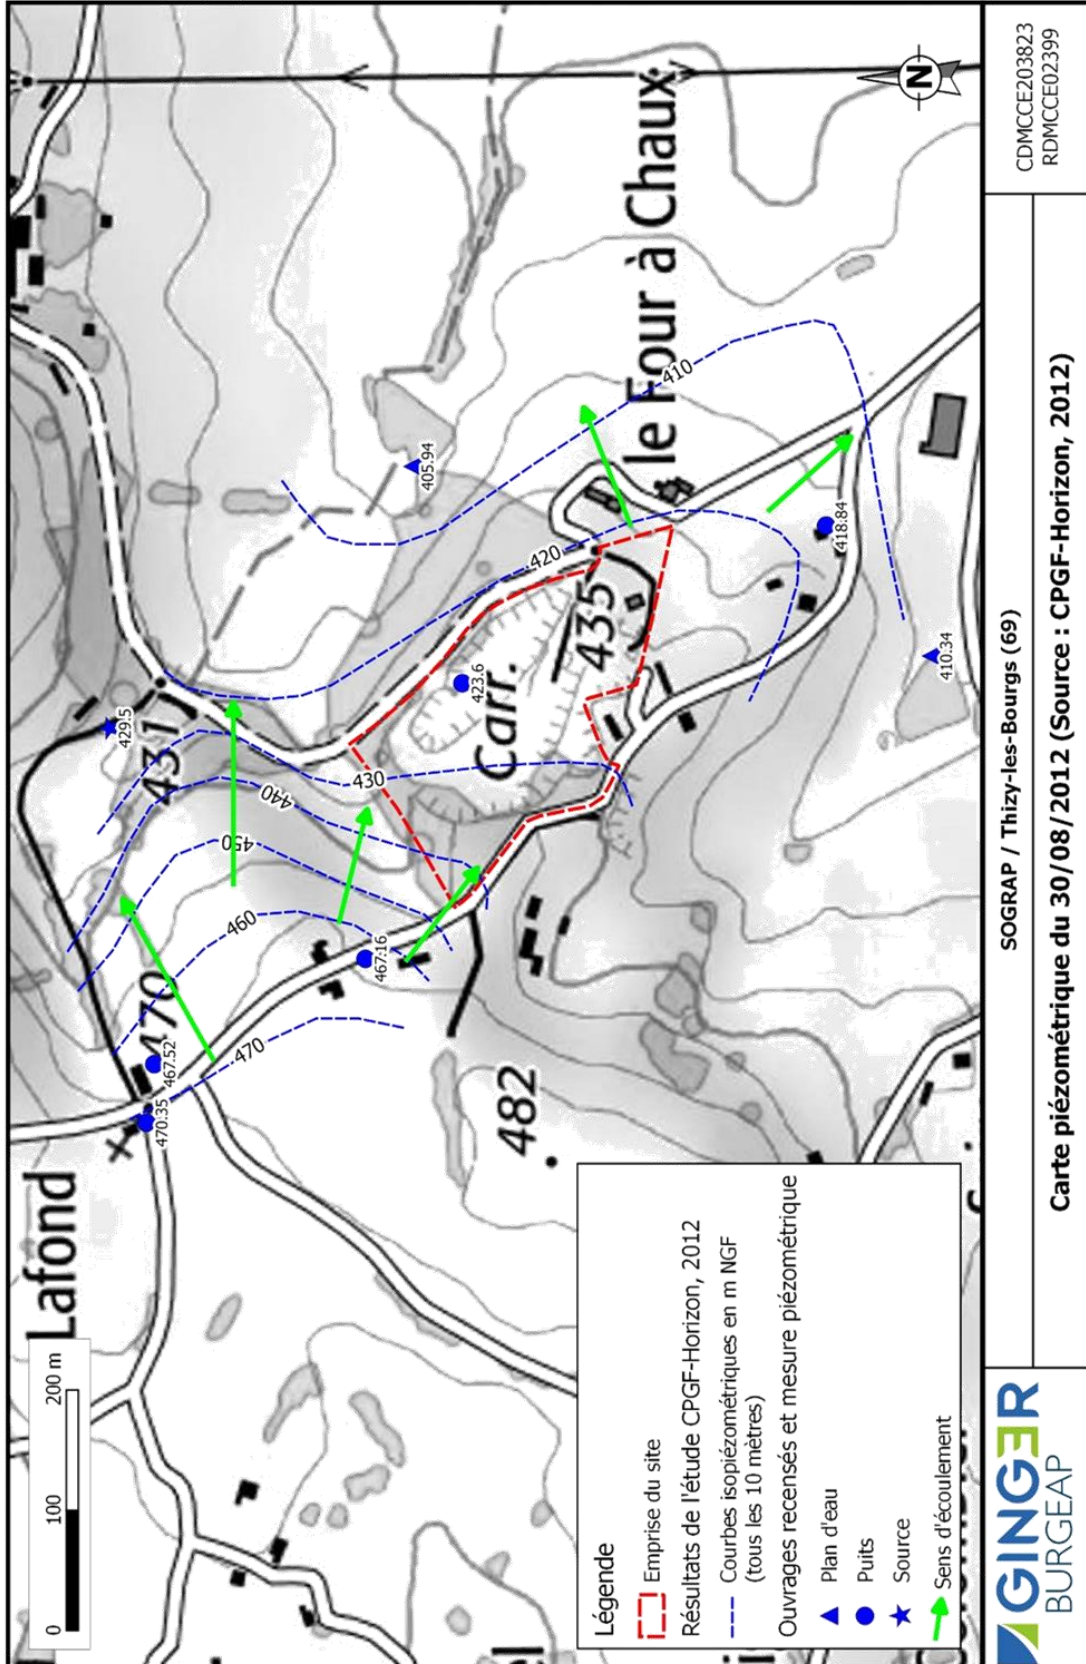 Lafond
0 100 200 m
470.35
467.52
470
431
429.5
470
460
450
440
430
467.16
482
Carr.
423.6
420
435
405.94
410
le Four à Chaux
418.84
410.34
N
Légende
Emprise du site
Résultats de l'étude CPGF-Horizon, 2012
Courbes isopiézométriques en m NGF
(tous les 10 mètres)
Ouvrages recensés et mesure piézométrique
Plan d'eau
Puits
Source
Sens d'écoulement
GINGER
BURGEAP
SOGRAP / Thizy-les-Bourgs (69)
Carte piézométrique du 30/08/2012 (Source : CPGF-Horizon, 2012)
CDMCCE203823
RDMCCE02399